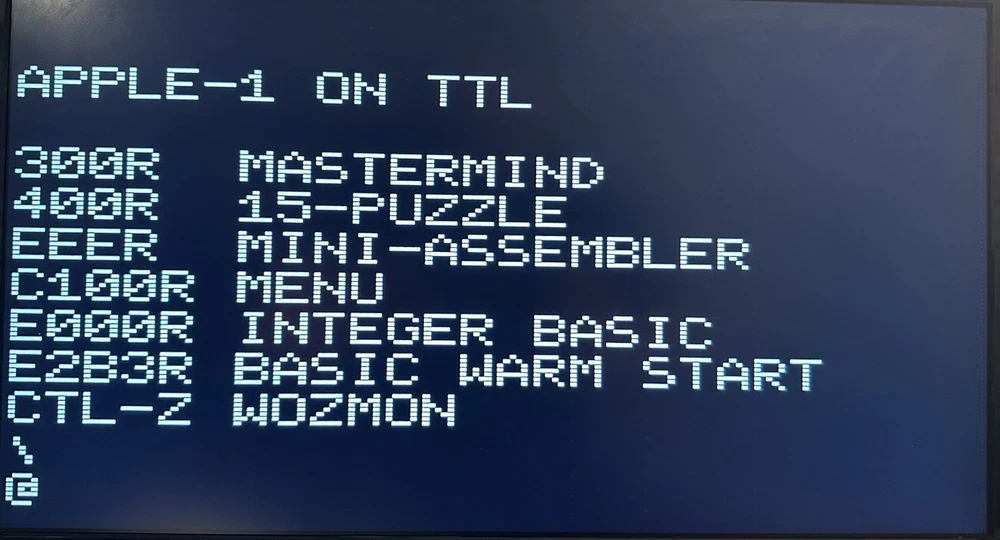 APPLE-1 ON TTL
300R MASTERMIND
400R 15-PUZZLE
EEER MINI-ASSEMBLER
C100R MENU
E000R INTEGER BASIC
E2B3R BASIC WARM START
CTL-Z WOZMON
\
@